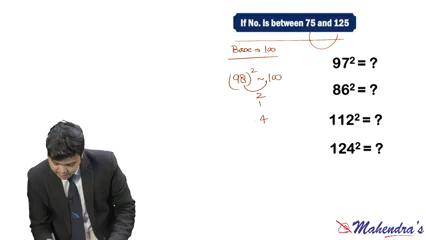 If No. is between 75 and 125
Base = 100
(98)² ~ 100
2
4
97² = ?
86² = ?
112² = ?
124² = ?
Mahendra's